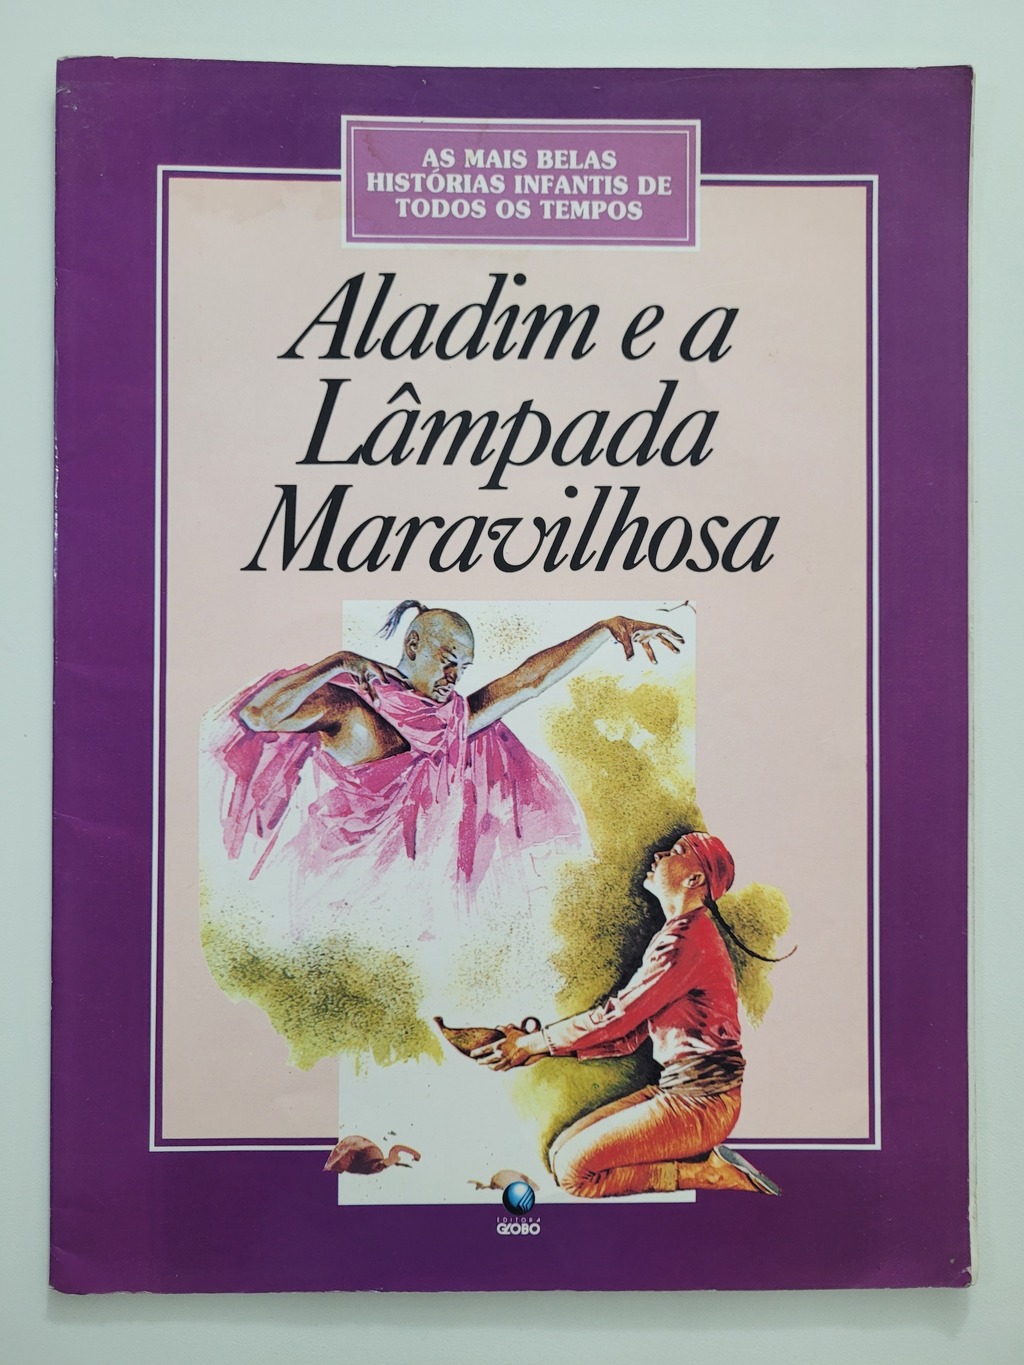 AS MAIS BELAS
HISTÓRIAS INFANTIS DE
TODOS OS TEMPOS
Aladim e a
Lâmpada
Maravilhosa
EDITORA
GLOBO